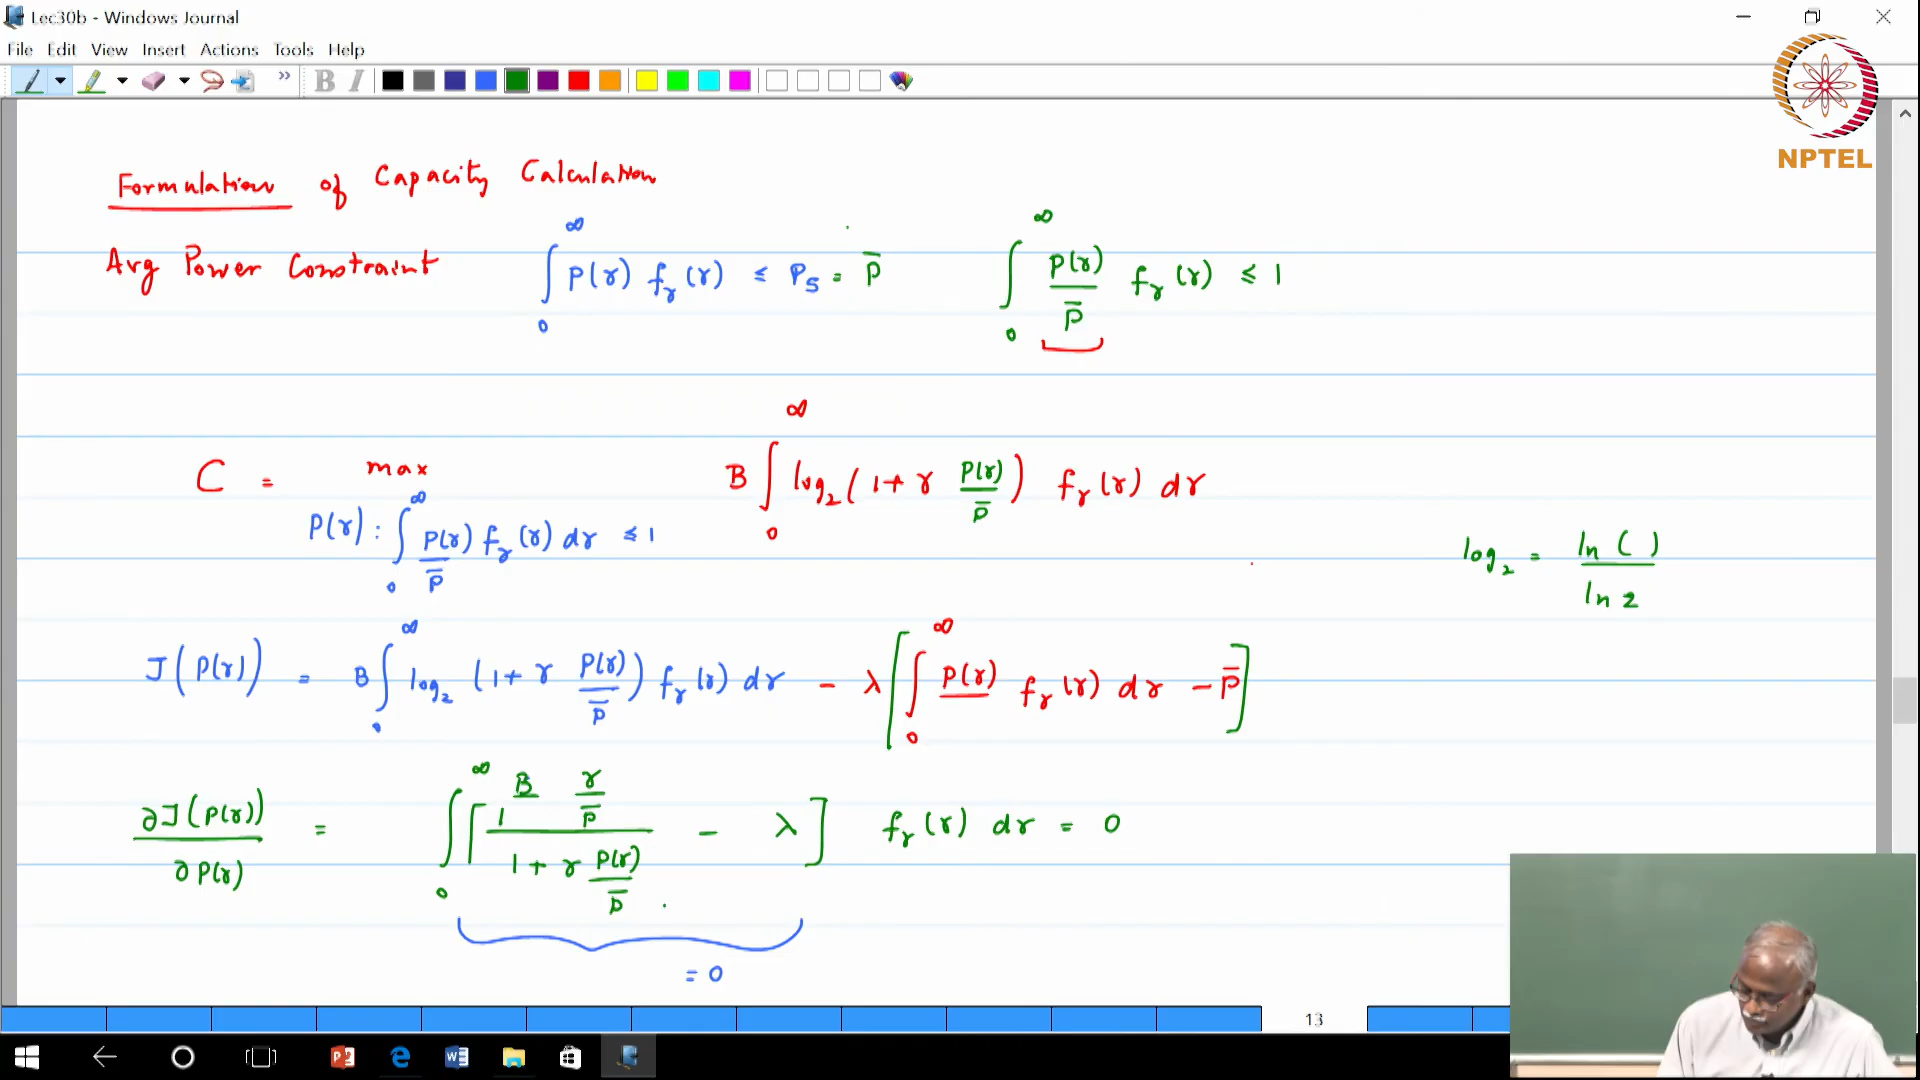 Lec30b - Windows Journal
File Edit View Insert Actions Tools Help
NPTEL
Formulation of Capacity Calculation
Avg Power Constraint ∫₀^∞ P(γ) f_γ(γ) ≤ P_S = P̄ ∫₀^∞ P(γ)/P̄ f_γ(γ) ≤ 1
C = max B ∫₀^∞ log₂(1 + γ P(γ)/P̄) f_γ(γ) dγ
P(γ): ∫₀^∞ P(γ)/P̄ f_γ(γ) dγ ≤ 1
log₂ = ln ( ) / ln 2
J(P(γ)) = B ∫₀^∞ log₂ (1 + γ P(γ)/P̄) f_γ(γ) dγ - λ [∫₀^∞ P(γ) f_γ(γ) dγ - P̄]
∂J(P(γ))/∂P(γ) = ∫₀^∞ [ (B γ/P̄) / (1 + γ P(γ)/P̄) - λ ] f_γ(γ) dγ = 0
= 0
13